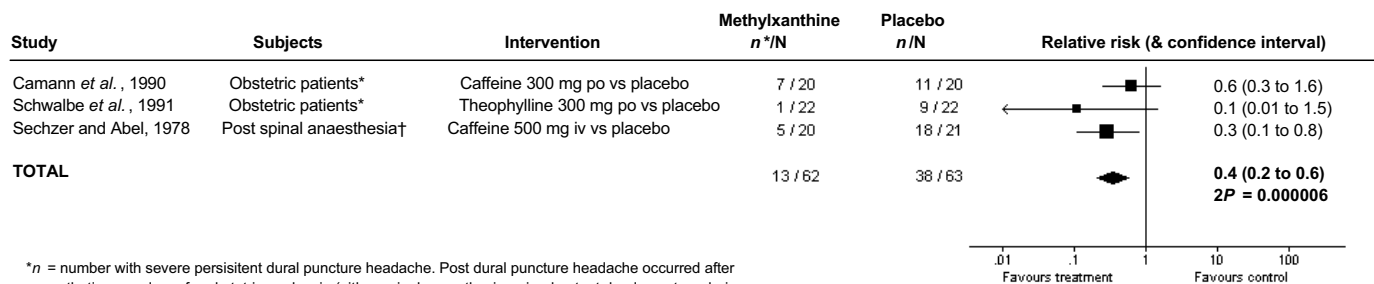 Methylxanthine Placebo
Study Subjects Intervention n*/N n/N Relative risk (& confidence interval)
Camann et al. , 1990 Obstetric patients* Caffeine 300 mg po vs placebo 7 / 20 11 / 20 0.6 (0.3 to 1.6)
Schwalbe et al. , 1991 Obstetric patients* Theophylline 300 mg po vs placebo 1 / 22 9 / 22 0.1 (0.01 to 1.5)
Sechzer and Abel, 1978 Post spinal anaesthesia† Caffeine 500 mg iv vs placebo 5 / 20 18 / 21 0.3 (0.1 to 0.8)
TOTAL 13 / 62 38 / 63 0.4 (0.2 to 0.6)
2P = 0.000006
.01 .1 1 10 100
Favours treatment Favours control
*n = number with severe persisitent dural puncture headache. Post dural puncture headache occurred after